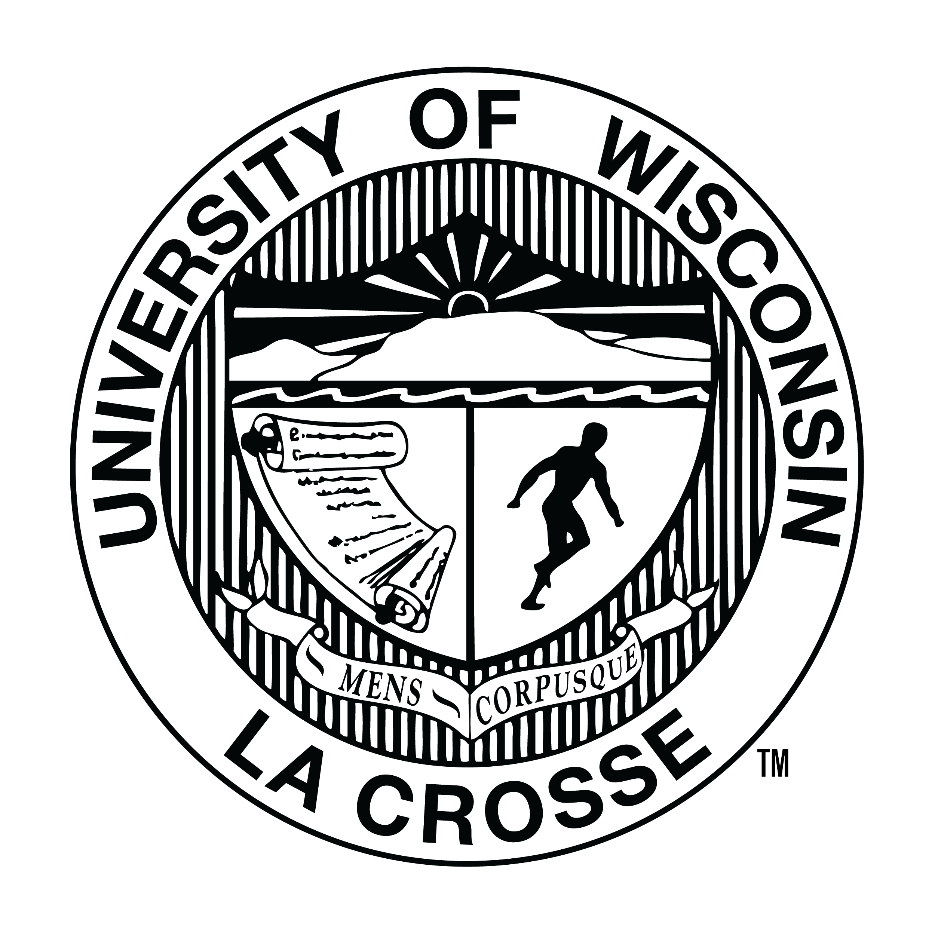 UNIVERSITY OF WISCONSIN
MENS CORPUSQUE
LA CROSSE
TM